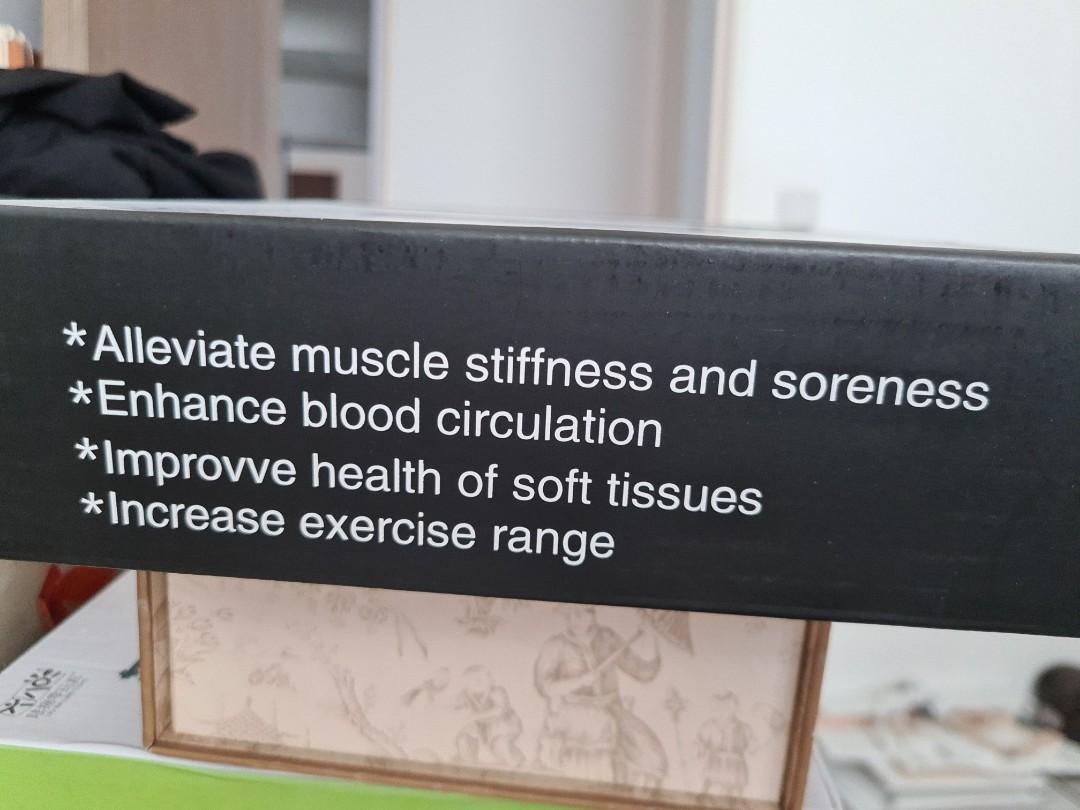 *Alleviate muscle stiffness and soreness
*Enhance blood circulation
*Improvve health of soft tissues
*Increase exercise range